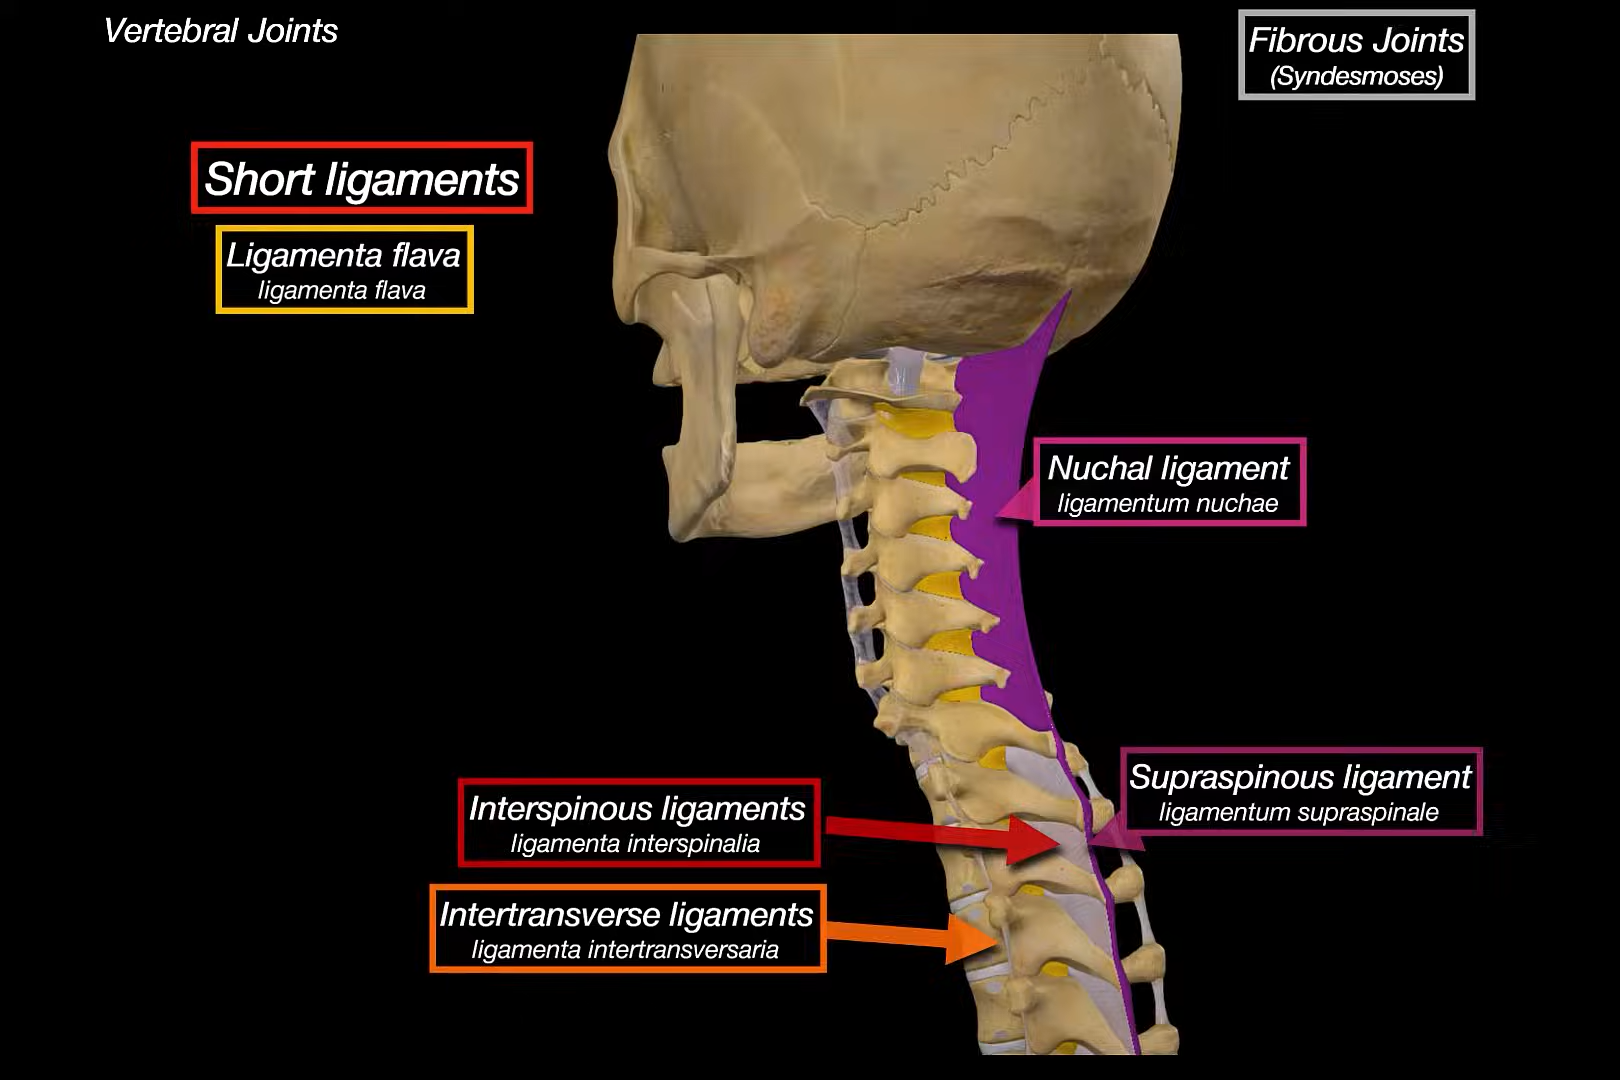 Vertebral Joints
Fibrous Joints
(Syndesmoses)
Short ligaments
Ligamenta flava
ligamenta flava
Nuchal ligament
ligamentum nuchae
Supraspinous ligament
ligamentum supraspinale
Interspinous ligaments
ligamenta interspinalia
Intertransverse ligaments
ligamenta intertransversaria